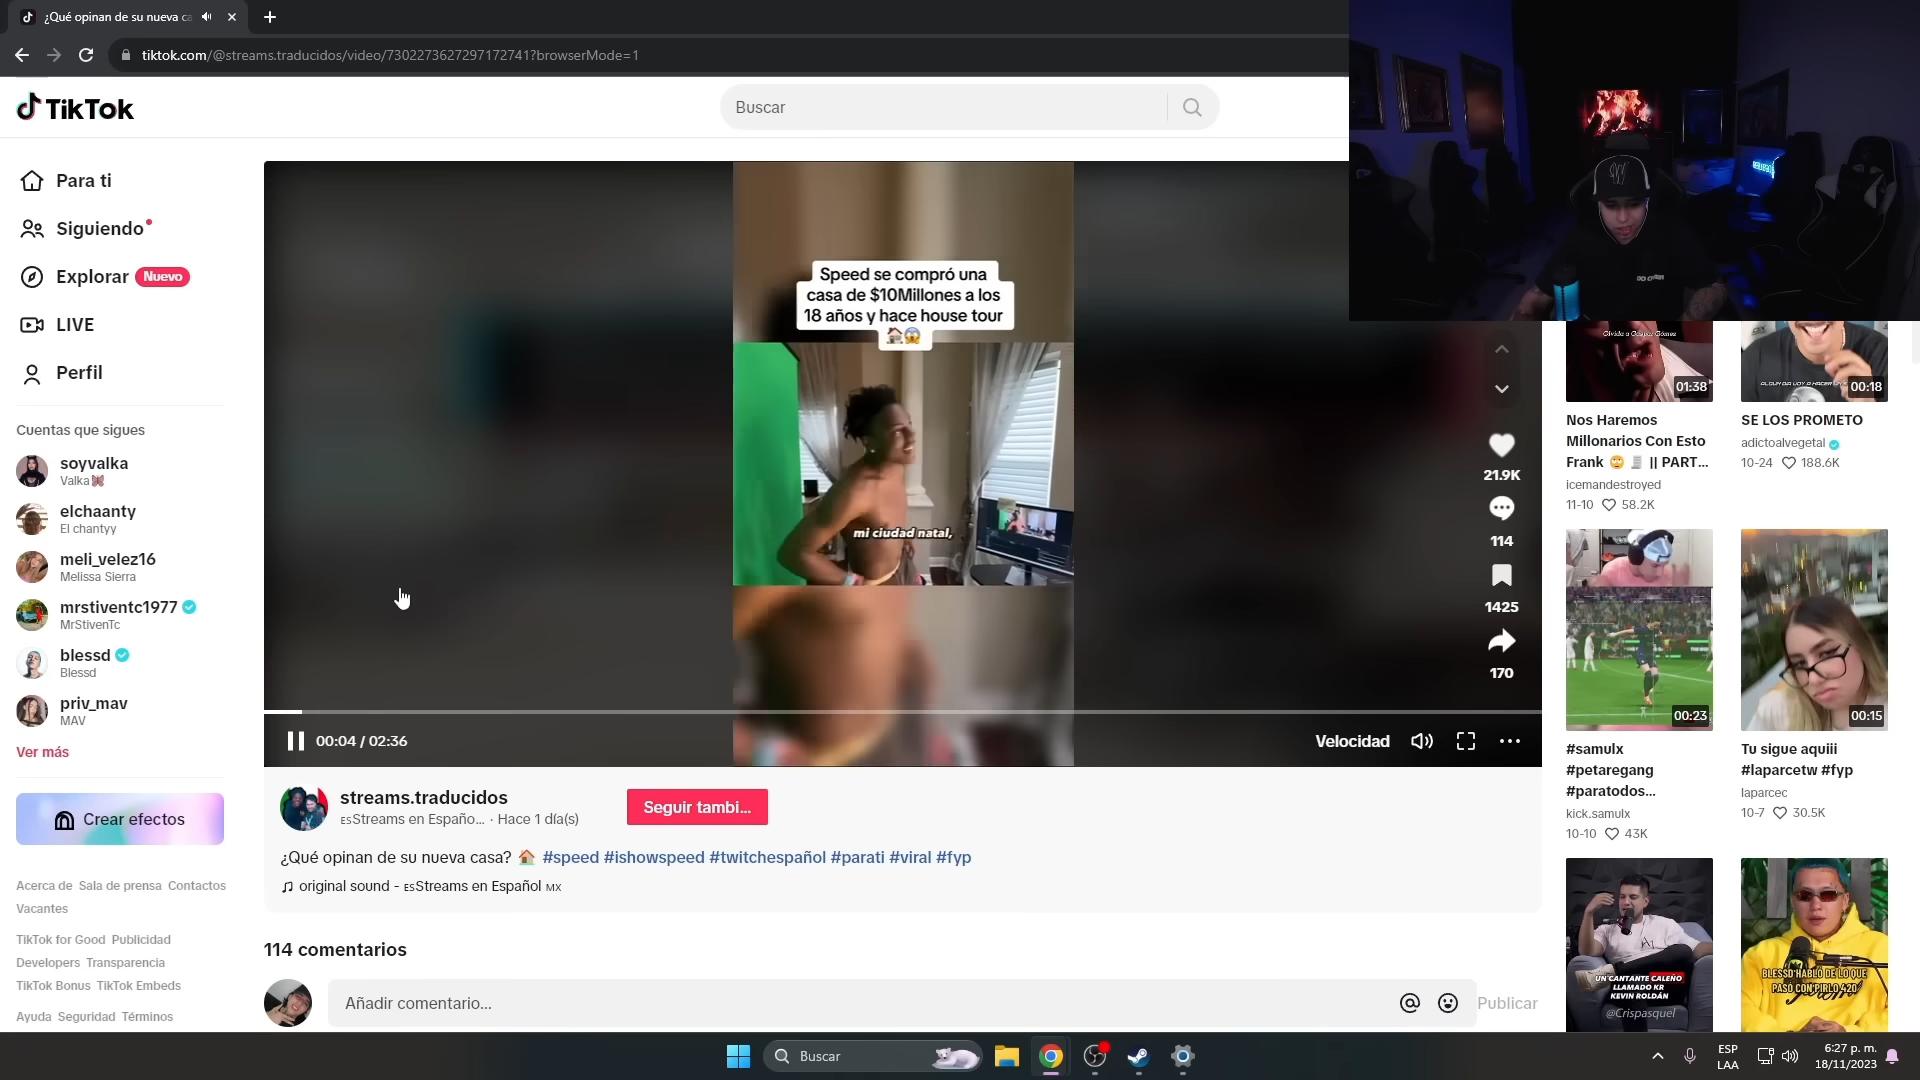 ¿Qué opinan de su nueva ca
tiktok.com/@streams.traducidos/video/7302273627297172741?browserMode=1
TikTok
Buscar
Para ti
Siguiendo
Explorar Nuevo
LIVE
Perfil
Cuentas que sigues
soyvalka
Valka
elchaanty
El chantyy
meli_velez16
Melissa Sierra
mrstiventc1977
MrStivenTc
blessd
Blessd
priv_mav
MAV
Ver más
Crear efectos
Acerca de Sala de prensa Contactos
Vacantes
TikTok for Good Publicidad
Developers Transparencia
TikTok Bonus TikTok Embeds
Ayuda Seguridad Términos
Speed se compró una
casa de $10Millones a los
18 años y hace house tour
🏠😱
mi ciudad natal,
21.9K
114
1425
170
00:04 / 02:36
Velocidad
streams.traducidos
ESStreams en Españo... · Hace 1 día(s)
Seguir tambi...
¿Qué opinan de su nueva casa? 🏠 #speed #ishowspeed #twitchespañol #parati #viral #fyp
original sound - ESStreams en Español MX
114 comentarios
Añadir comentario...
Publicar
01:38
Nos Haremos
Millonarios Con Esto
Frank 🙄 🧾 || PART...
icemandestroyed
11-10 58.2K
00:18
SE LOS PROMETO
adictoalvegetal
10-24 188.6K
00:23
#samulx
#petaregang
#paratodos...
kick.samulx
10-10 43K
00:15
Tu sigue aquiii
#laparcetw #fyp
laparcec
10-7 30.5K
UN CANTANTE CALEÑO
LLAMADO KR
KEVIN ROLDÁN
@Crispasquel
BLESSD HABLÓ DE LO QUE
PASÓ CON PIRLO 420
Buscar
ESP
LAA
6:27 p. m.
18/11/2023